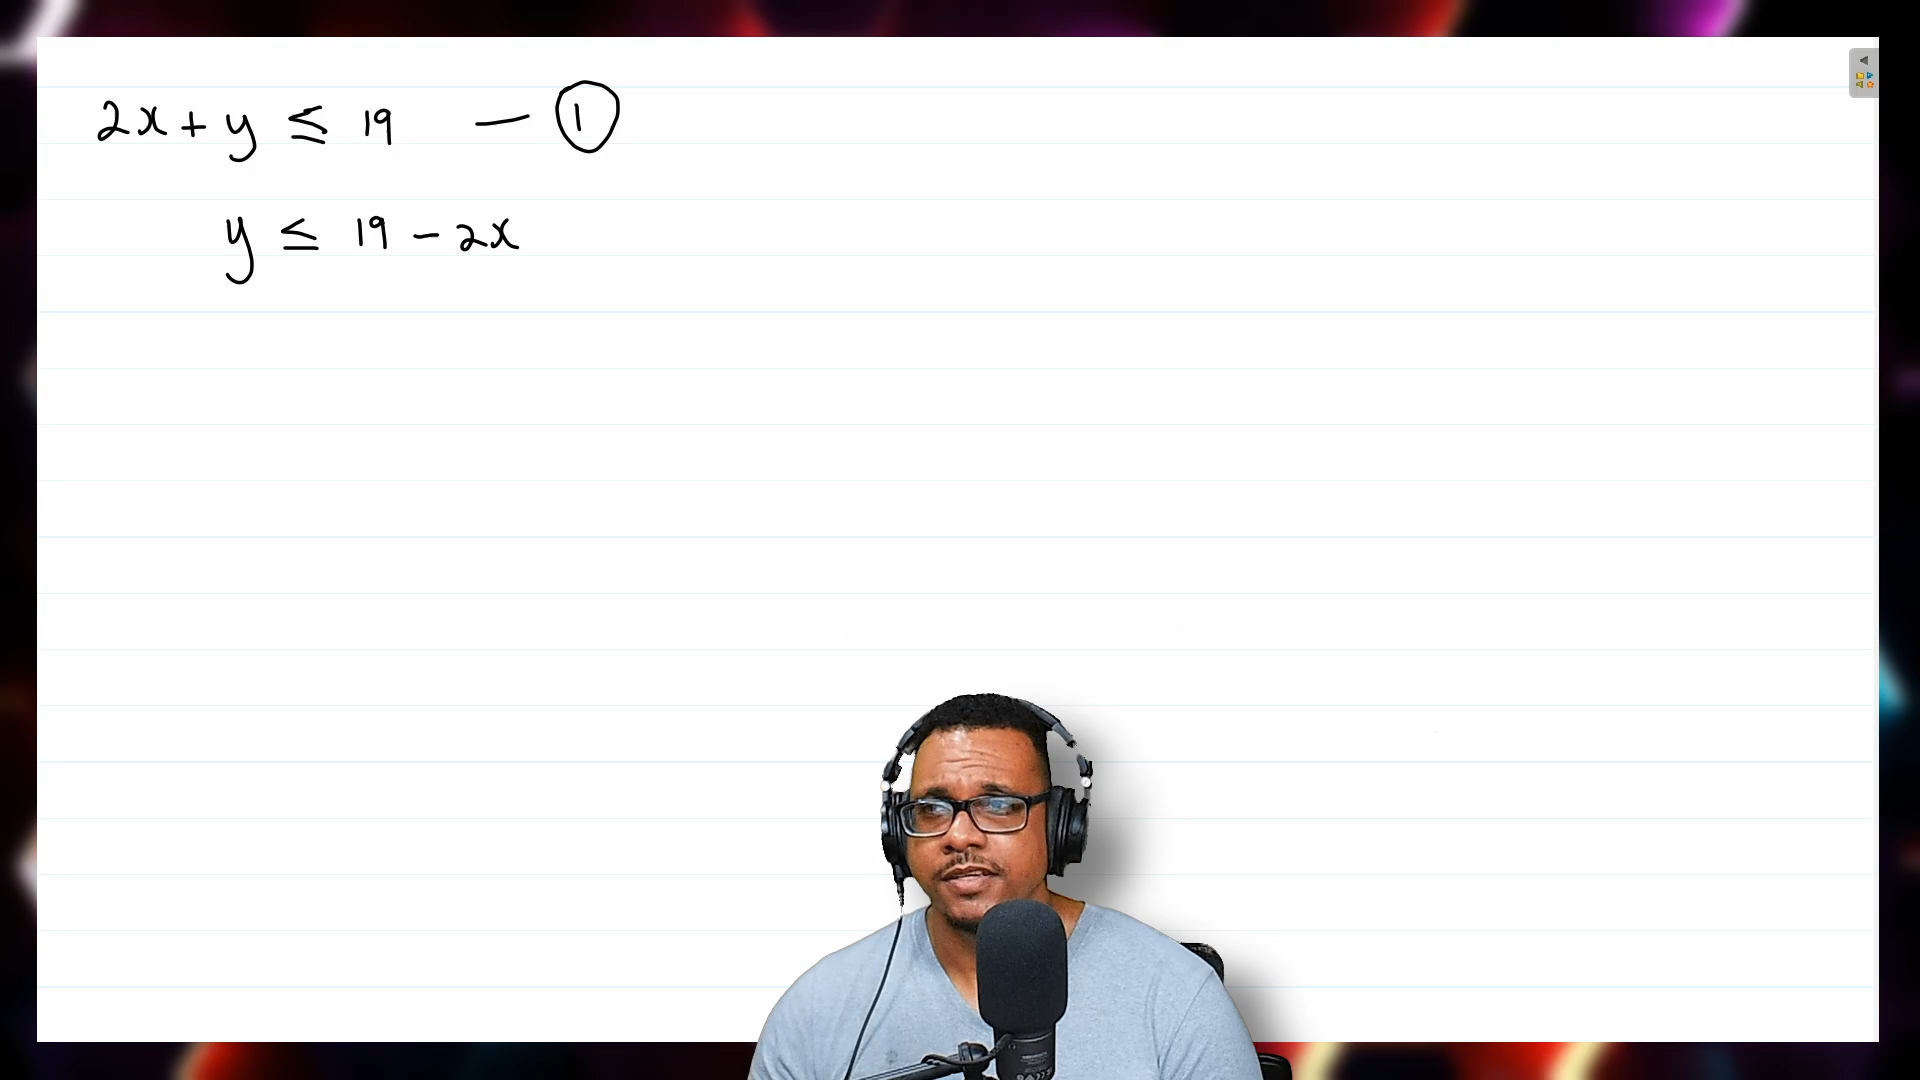 2x + y ≤ 19 — ①
y ≤ 19 - 2x